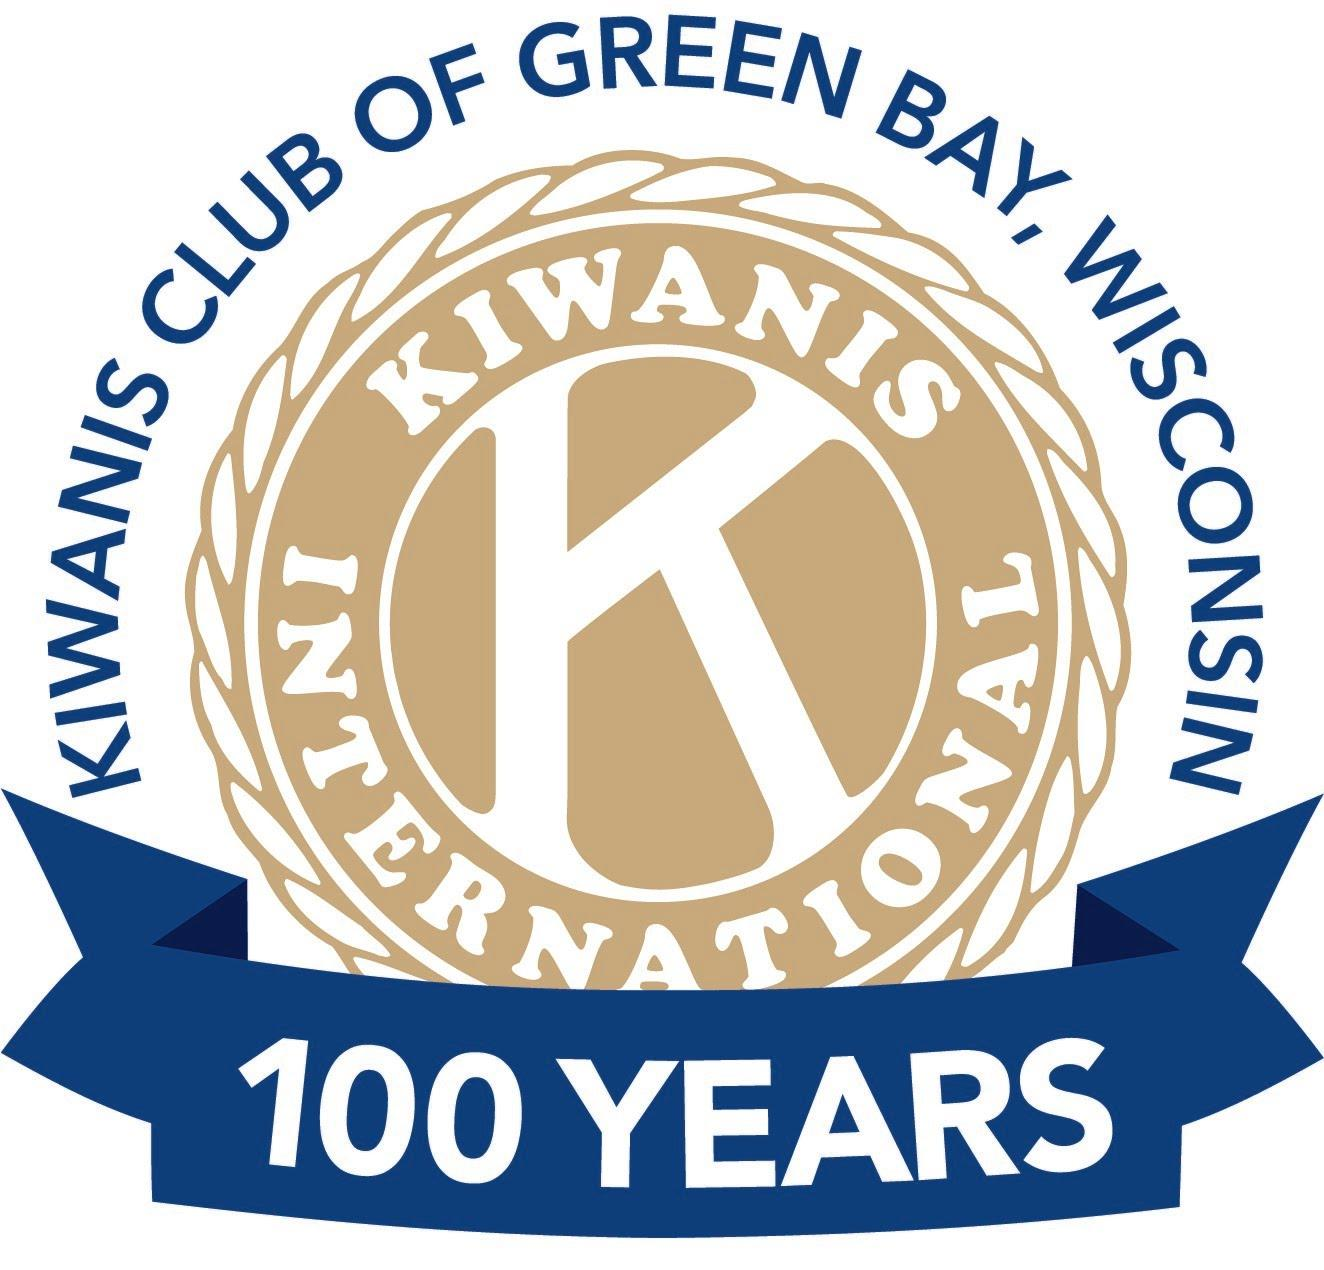 KIWANIS CLUB OF GREEN BAY, WISCONSIN
KIWANIS
INTERNATIONAL
K
100 YEARS